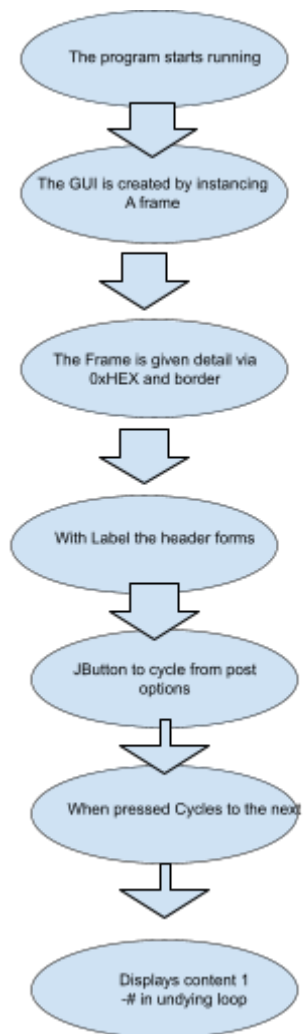 The program starts running
The GUI is created by instancing
A frame
The Frame is given detail via
0xHEX and border
With Label the header forms
JButton to cycle from post
options
When pressed Cycles to the next
Displays content 1
-# in undying loop